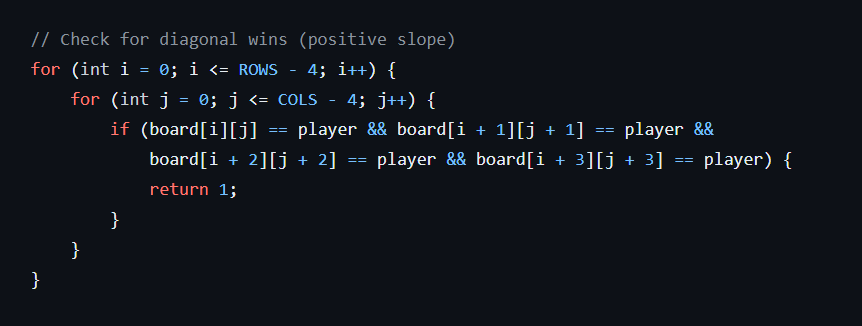 // Check for diagonal wins (positive slope)
for (int i = 0; i <= ROWS - 4; i++) {
    for (int j = 0; j <= COLS - 4; j++) {
        if (board[i][j] == player && board[i + 1][j + 1] == player &&
            board[i + 2][j + 2] == player && board[i + 3][j + 3] == player) {
            return 1;
        }
    }
}